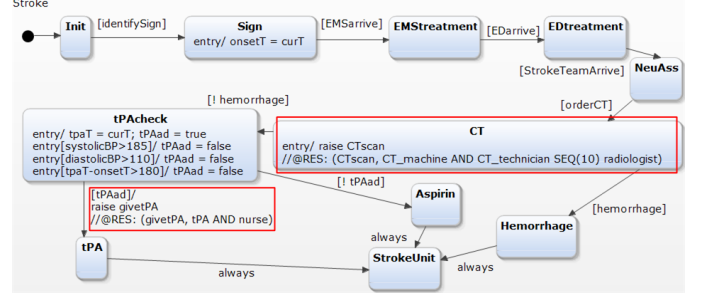 Stroke
Init
[identifySign]
Sign
entry/ onsetT = curT
[EMSarrive]
EMStreatment
[EDarrive]
EDtreatment
[StrokeTeamArrive]
NeuAss
[orderCT]
[! hemorrhage]
tPAcheck
entry/ tpaT = curT; tPAad = true
entry[systolicBP>185]/ tPAad = false
entry[diastolicBP>110]/ tPAad = false
entry[tpaT-onsetT>180]/ tPAad = false
CT
entry/ raise CTscan
//@RES: (CTscan, CT_machine AND CT_technician SEQ(10) radiologist)
[tPAad]/
raise givetPA
//@RES: (givetPA, tPA AND nurse)
[! tPAad]
Aspirin
[hemorrhage]
Hemorrhage
always
tPA
StrokeUnit
always
always